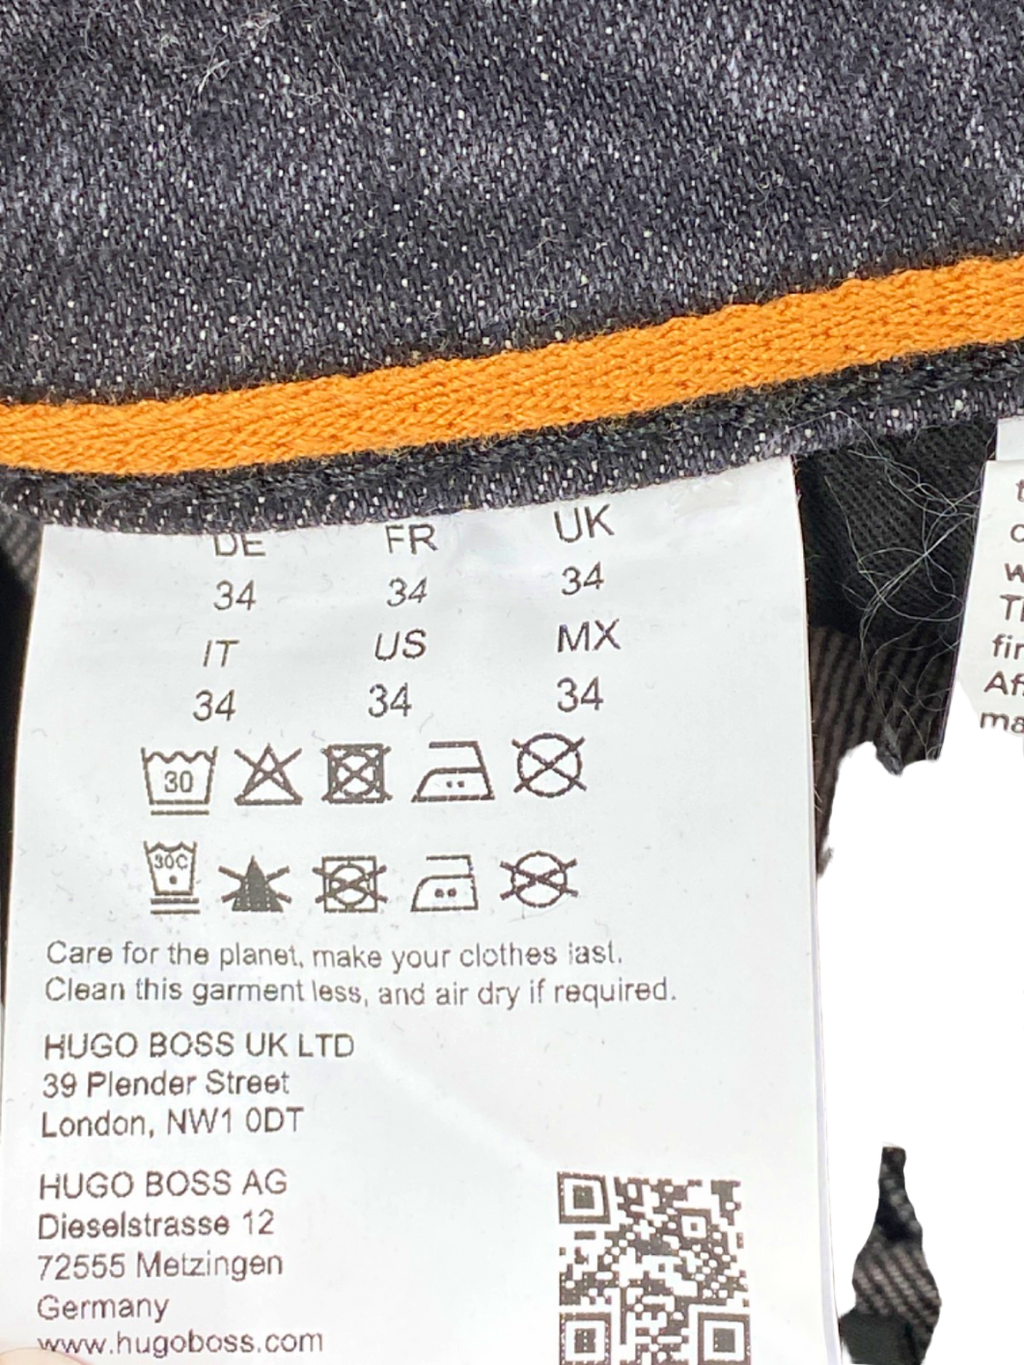 DE FR UK
34 34 34
IT US MX
34 34 34
30
30C
Care for the planet, make your clothes last.
Clean this garment less, and air dry if required.
HUGO BOSS UK LTD
39 Plender Street
London, NW1 0DT
HUGO BOSS AG
Dieselstrasse 12
72555 Metzingen
Germany
www.hugoboss.com